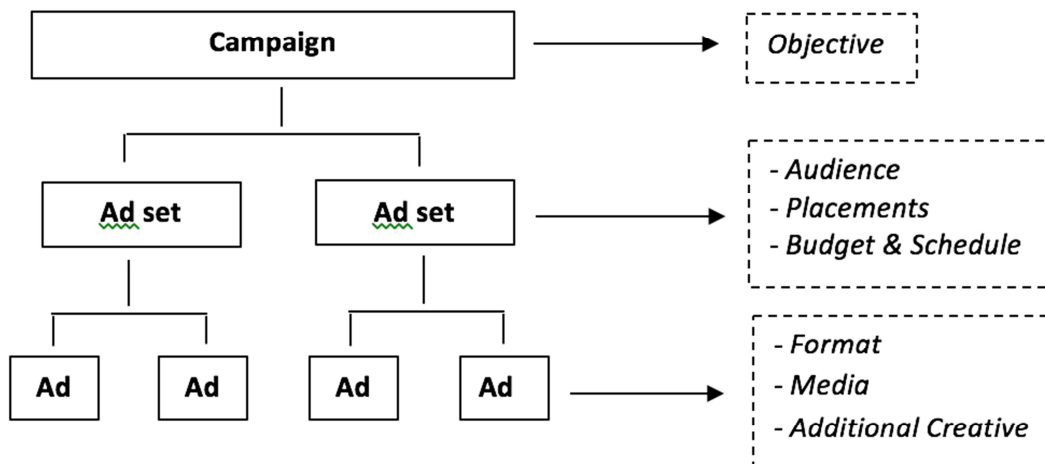 Campaign
Objective
Ad set
Ad set
- Audience
- Placements
- Budget & Schedule
Ad
Ad
Ad
Ad
- Format
- Media
- Additional Creative